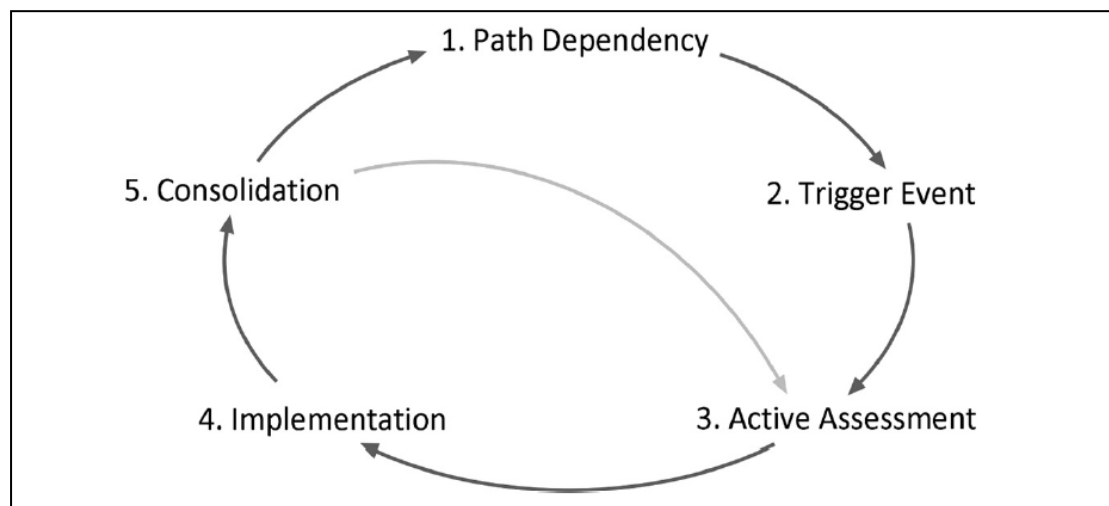 1. Path Dependency
2. Trigger Event
3. Active Assessment
4. Implementation
5. Consolidation